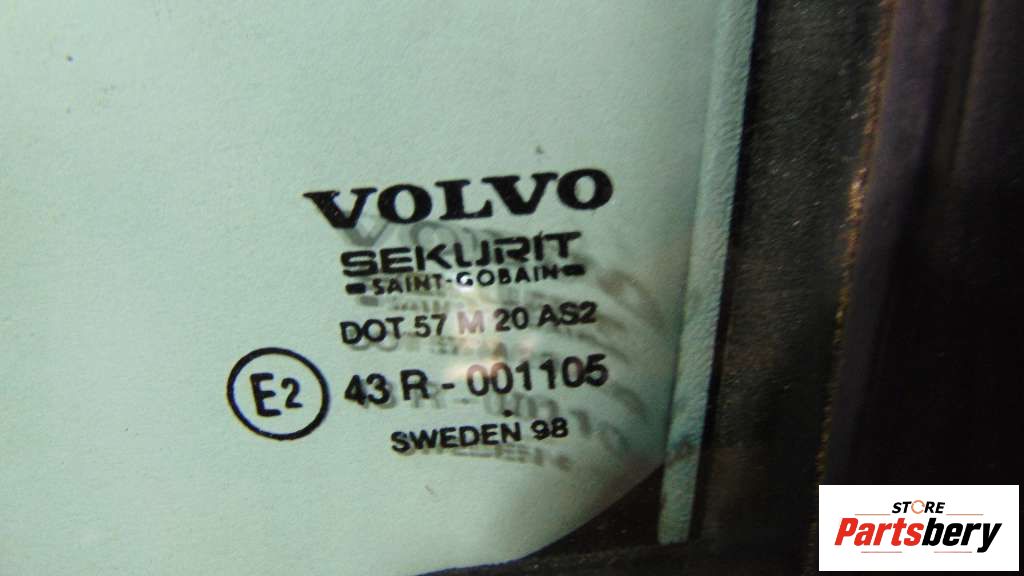 VOLVO
SEKURIT
SAINT-GOBAIN
DOT 57 M 20 AS2
E2 43 R - 001105
SWEDEN 98
STORE
Partsbery